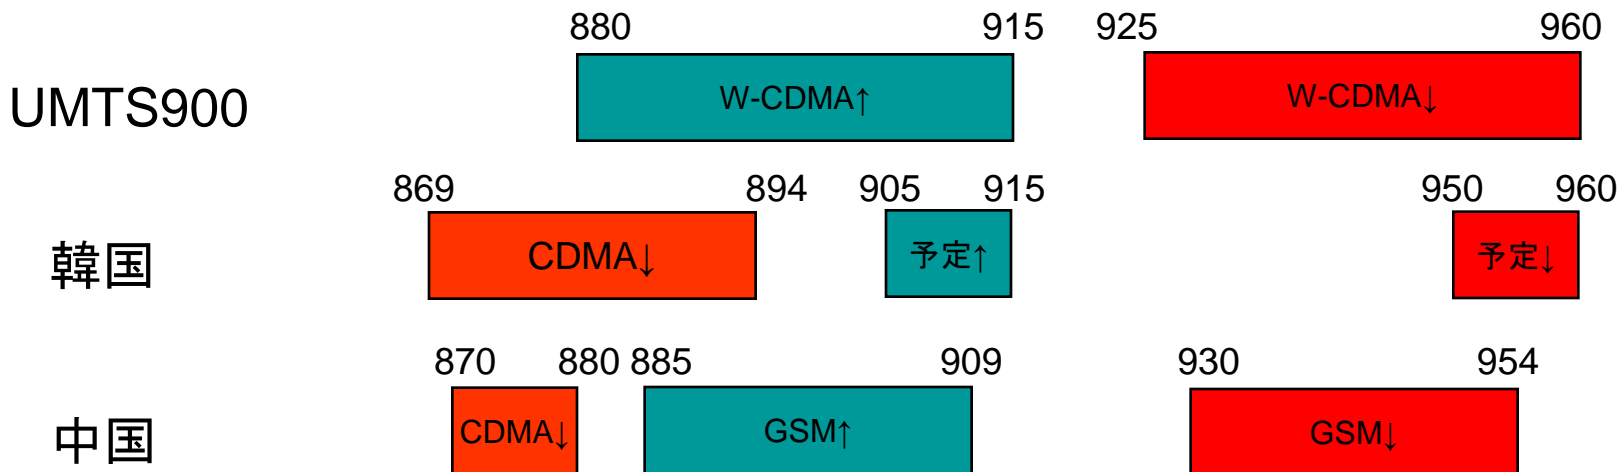 880 915 925 960
UMTS900 W-CDMA↑ W-CDMA↓
869 894 905 915 950 960
韓国 CDMA↓ 予定↑ 予定↓
870 880 885 909 930 954
中国 CDMA↓ GSM↑ GSM↓